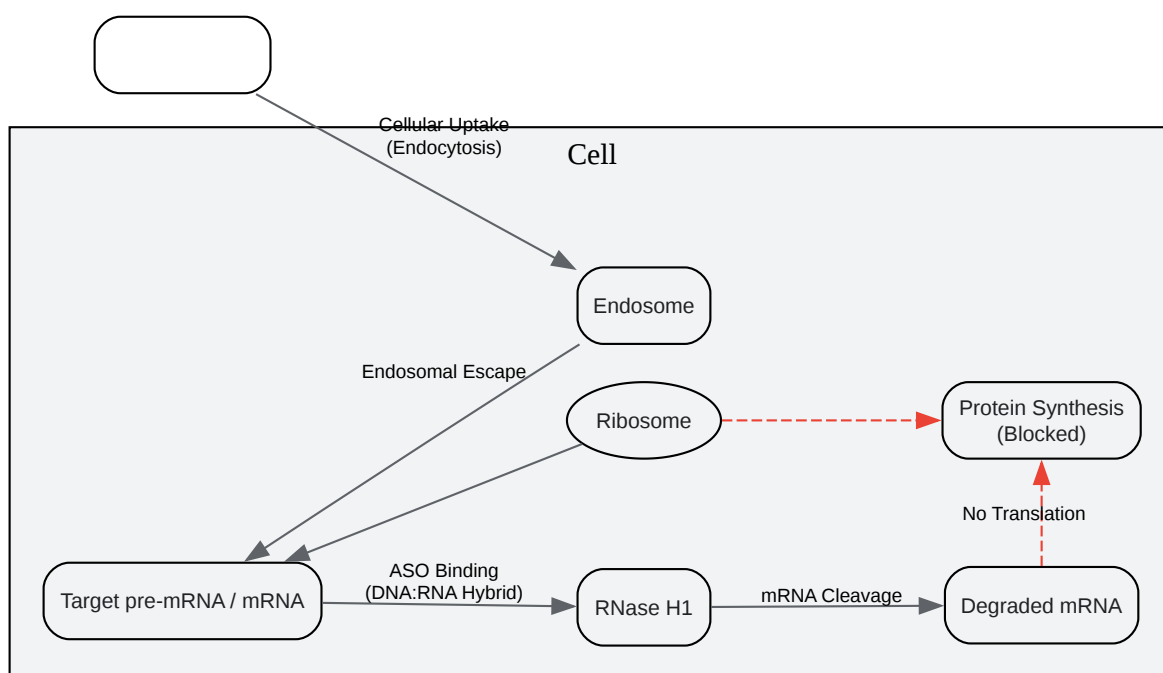 Cellular Uptake
(Endocytosis)
Cell
Endosome
Endosomal Escape
Ribosome
Protein Synthesis
(Blocked)
No Translation
ASO Binding
(DNA:RNA Hybrid)
Target pre-mRNA / mRNA
RNase H1
mRNA Cleavage
Degraded mRNA